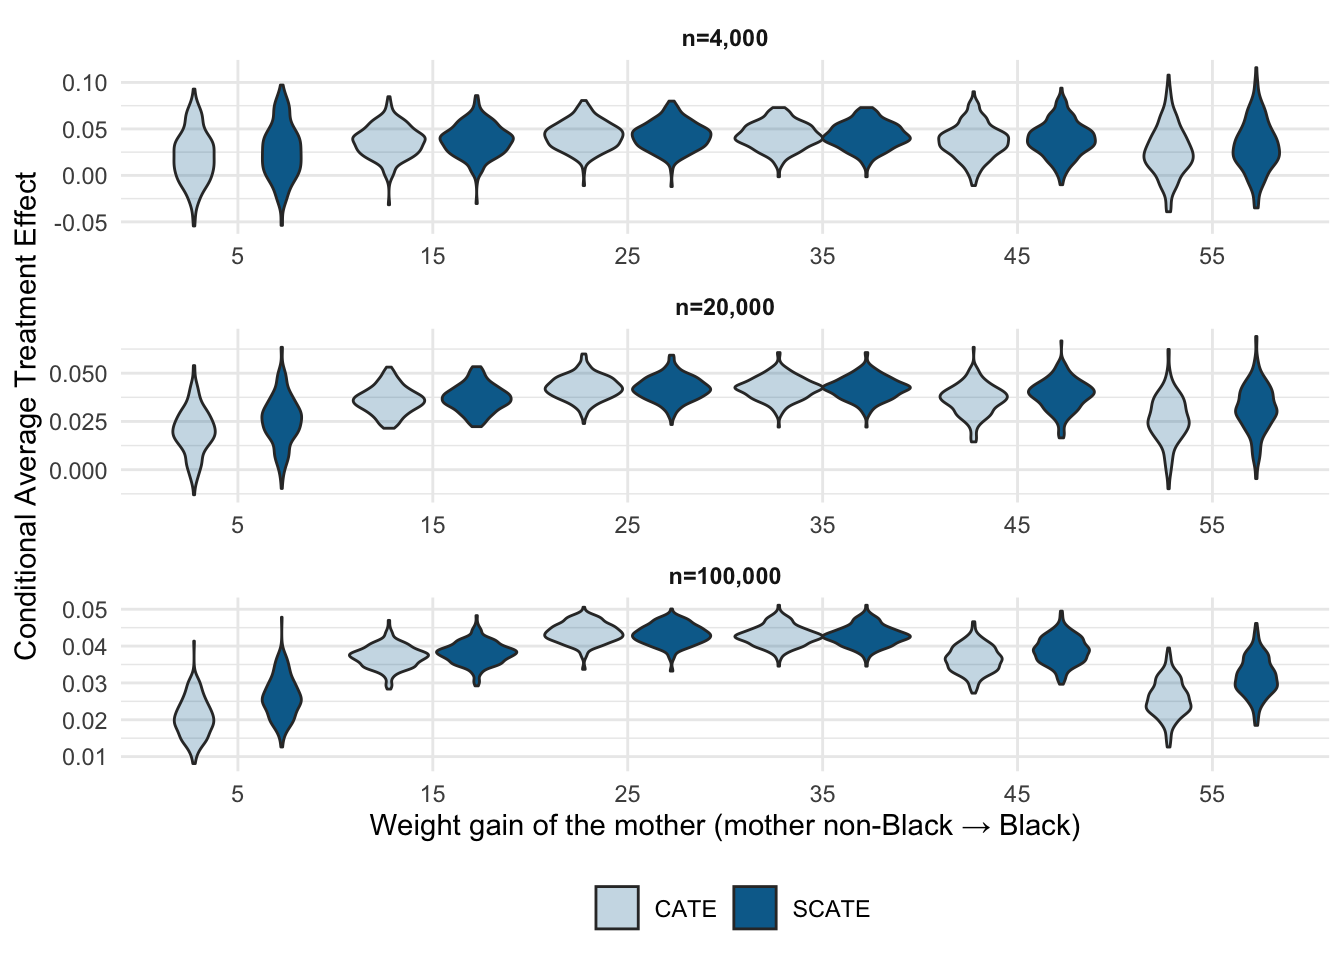 n=4,000
0.10
0.05
0.00
-0.05
5 15 25 35 45 55
n=20,000
0.050
0.025
0.000
5 15 25 35 45 55
n=100,000
0.05
0.04
0.03
0.02
0.01
5 15 25 35 45 55
Conditional Average Treatment Effect
Weight gain of the mother (mother non-Black → Black)
CATE SCATE